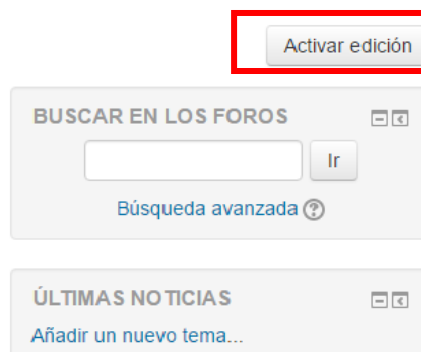 Activar edición
BUSCAR EN LOS FOROS
Ir
Búsqueda avanzada
ÚLTIMAS NOTICIAS
Añadir un nuevo tema...